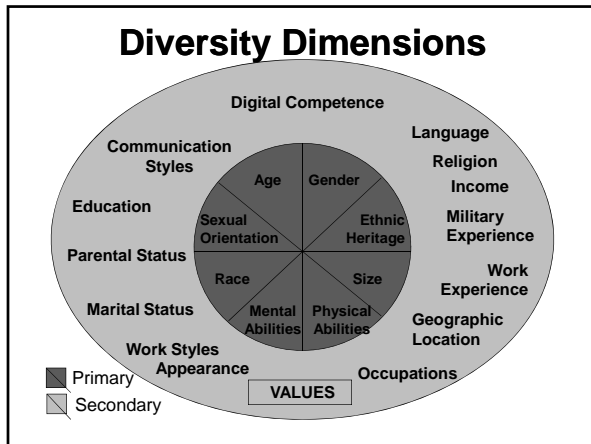 Diversity Dimensions
Digital Competence
Language
Communication
Styles
Religion
Income
Age
Gender
Education
Sexual
Orientation
Ethnic
Heritage
Military
Experience
Parental Status
Race
Size
Work
Experience
Marital Status
Mental
Abilities
Physical
Abilities
Geographic
Location
Work Styles
Appearance
Occupations
VALUES
Primary
Secondary